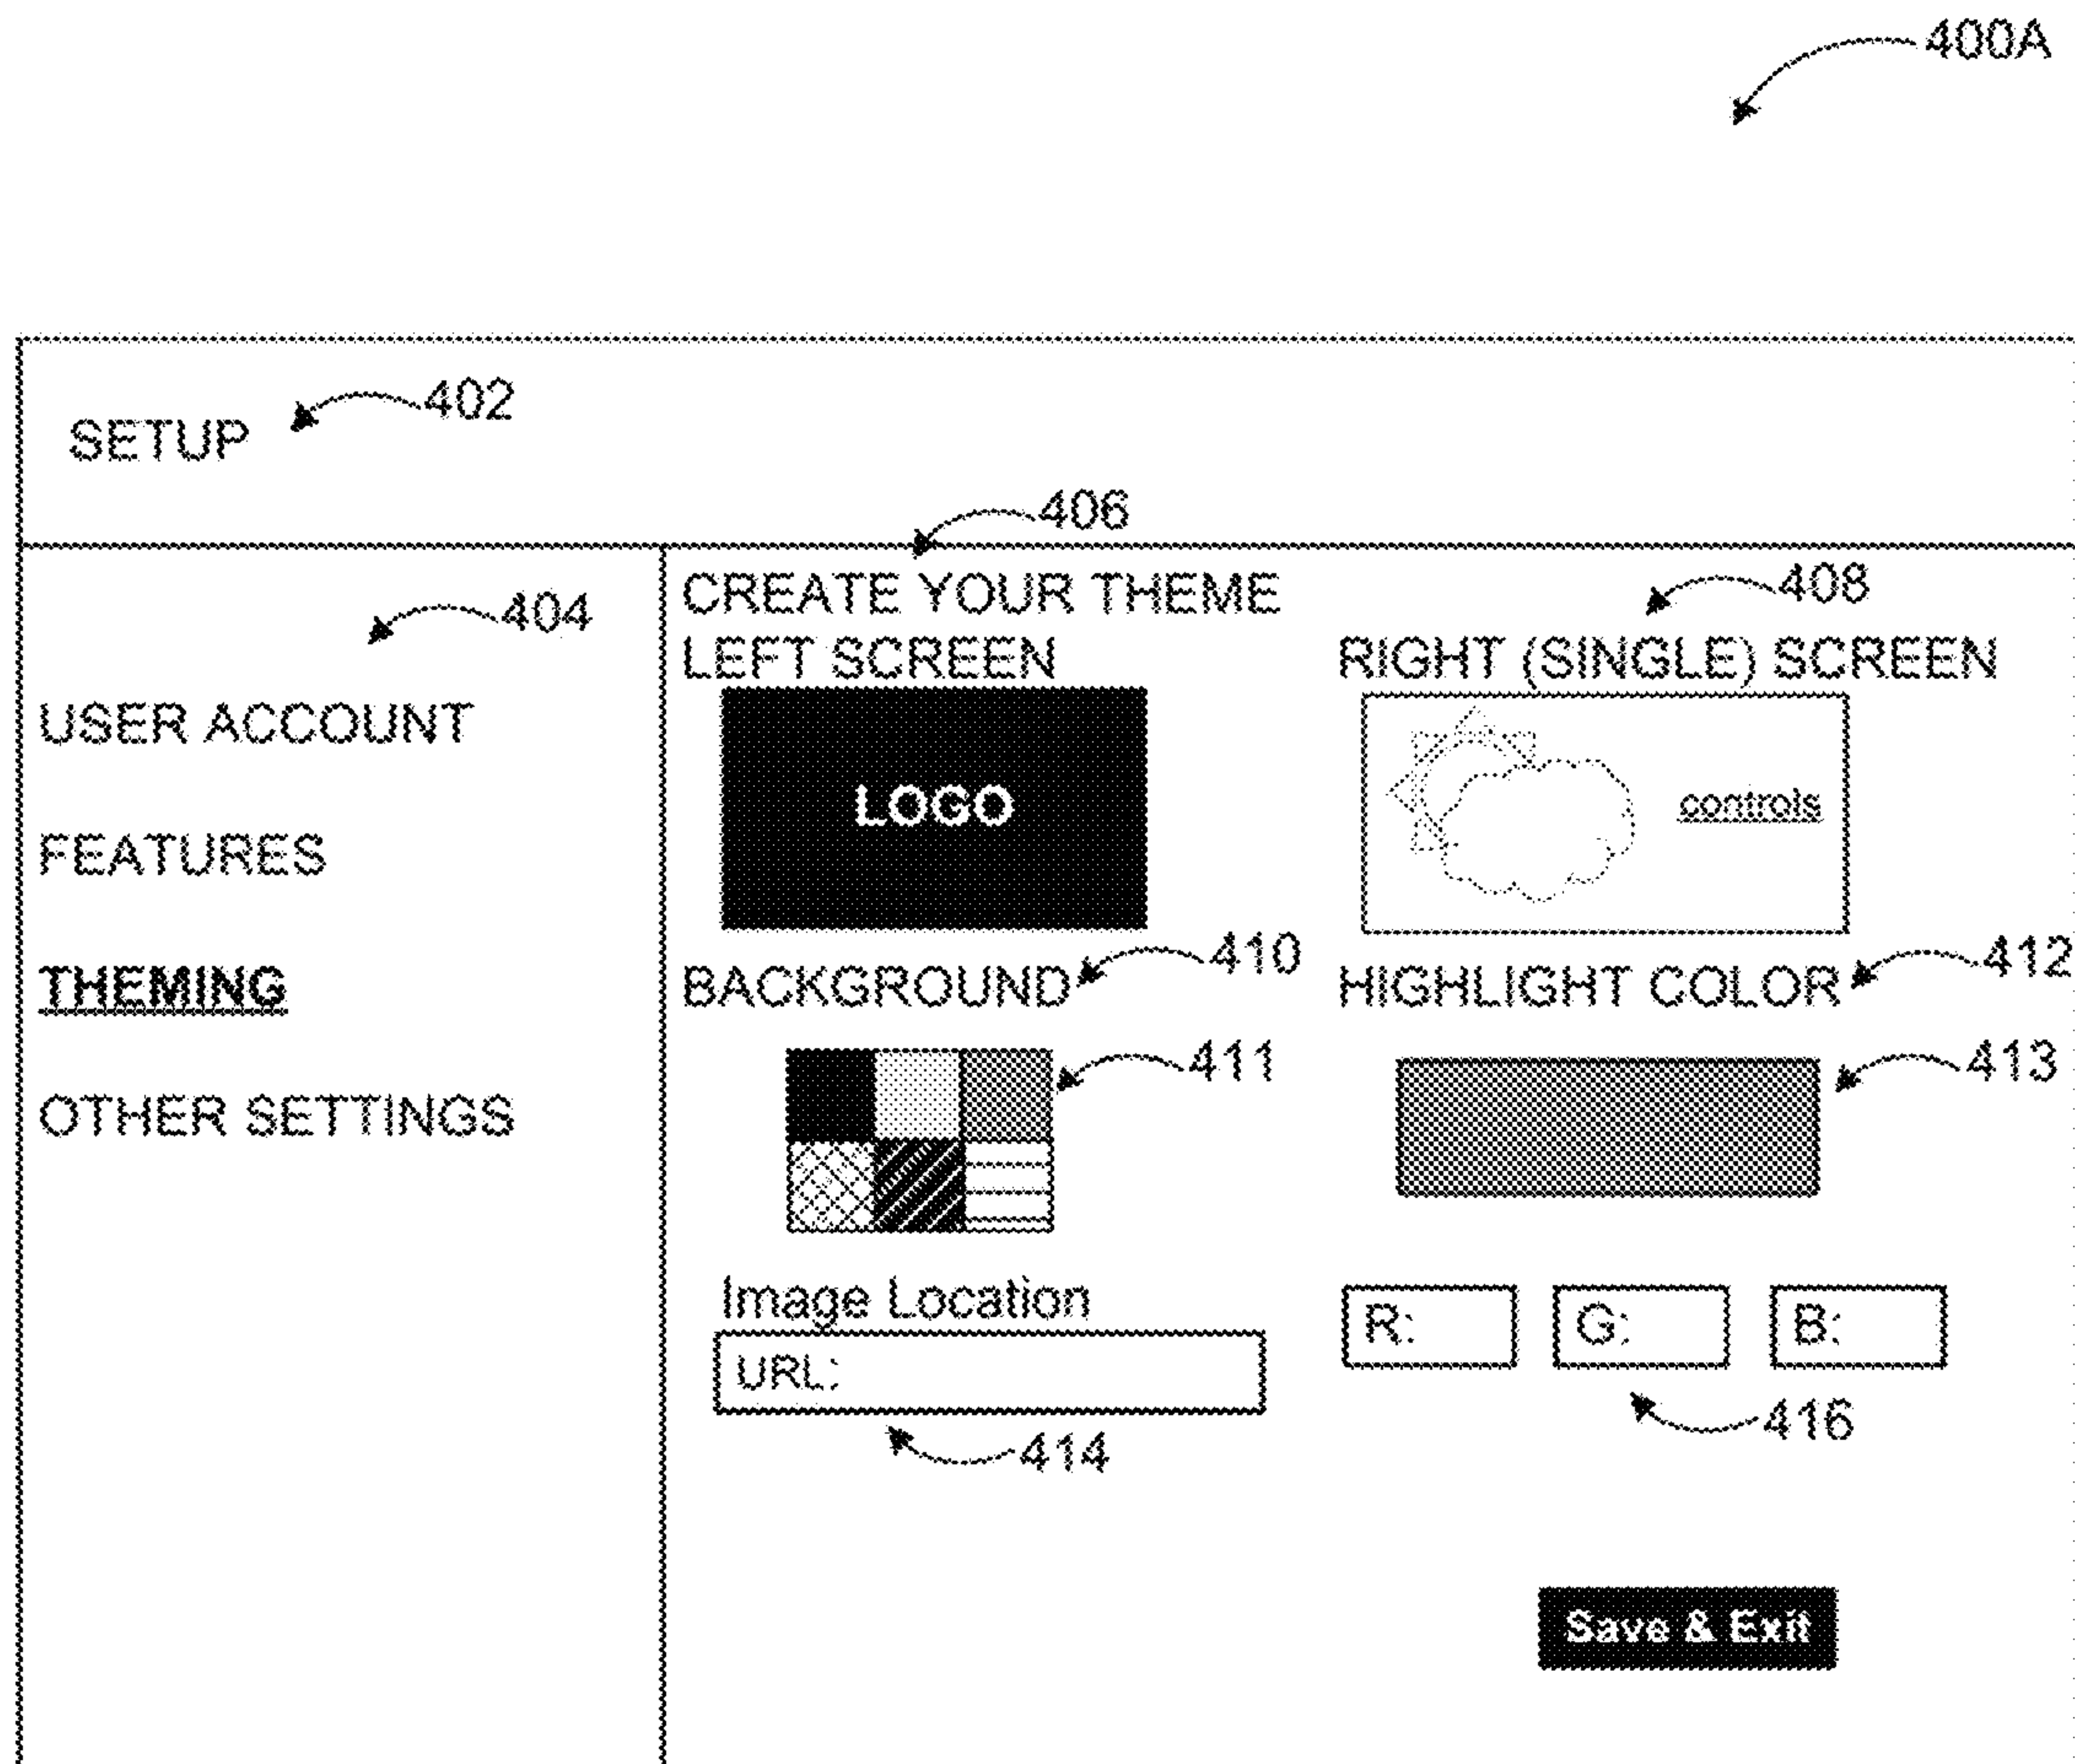 400A
SETUP
402
406
404
USER ACCOUNT
FEATURES
THEMING
OTHER SETTINGS
CREATE YOUR THEME
408
LEFT SCREEN
RIGHT (SINGLE) SCREEN
LOGO
controls
BACKGROUND
410
HIGHLIGHT COLOR
412
411
413
Image Location
URL:
414
R:
G:
B:
416
Save & Exit